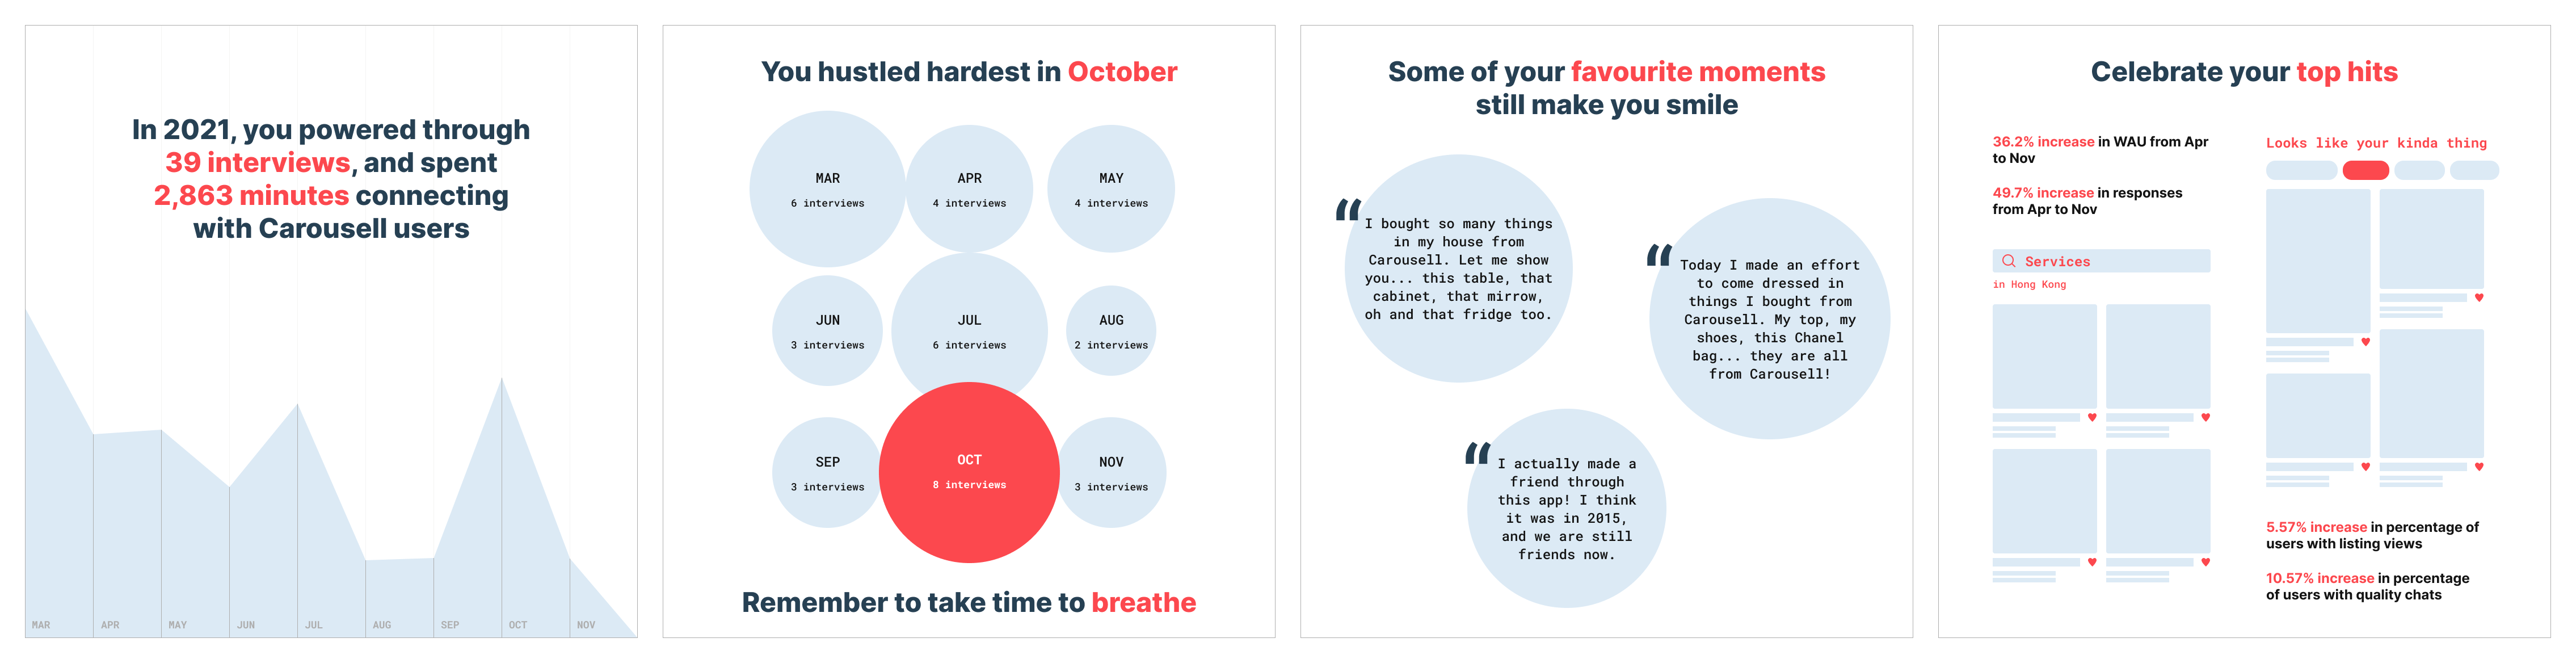 In 2021, you powered through
39 interviews, and spent
2,863 minutes connecting
with Carousell users
MAR APR MAY JUN JUL AUG SEP OCT NOV
You hustled hardest in October
MAR
6 interviews
APR
4 interviews
MAY
4 interviews
JUN
3 interviews
JUL
6 interviews
AUG
2 interviews
SEP
3 interviews
OCT
8 interviews
NOV
3 interviews
Remember to take time to breathe
Some of your favourite moments
still make you smile
“
I bought so many things
in my house from
Carousell. Let me show
you... this table, that
cabinet, that mirrow,
oh and that fridge too.
“
Today I made an effort
to come dressed in
things I bought from
Carousell. My top, my
shoes, this Chanel
bag... they are all
from Carousell!
“
I actually made a
friend through
this app! I think
it was in 2015,
and we are still
friends now.
Celebrate your top hits
36.2% increase in WAU from Apr
to Nov
49.7% increase in responses
from Apr to Nov
Services
in Hong Kong
Looks like your kinda thing
5.57% increase in percentage of
users with listing views
10.57% increase in percentage
of users with quality chats